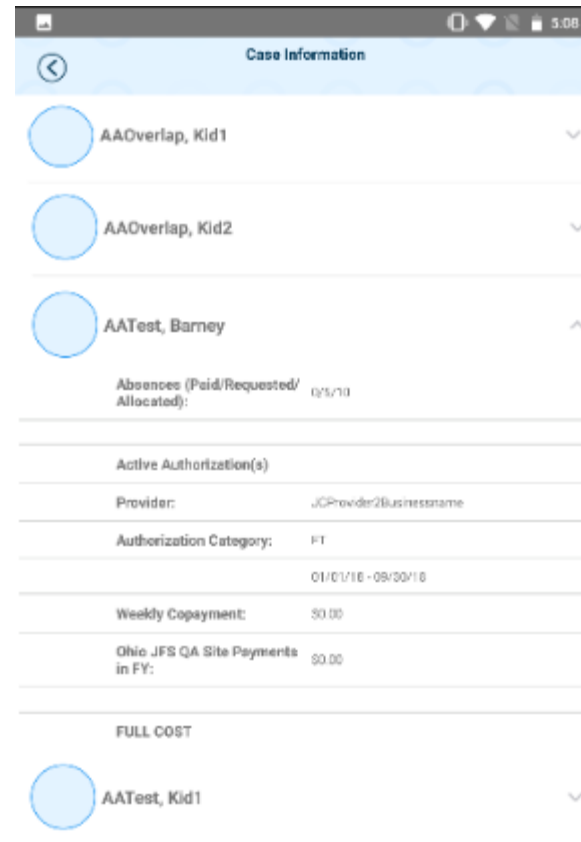 5:08
Case Information
AAOverlap, Kid1
AAOverlap, Kid2
AATest, Barney
Absences (Paid/Requested/
Allocated):
0/5/10
Active Authorization(s)
Provider: JCProvider2Businessname
Authorization Category: FT
01/01/18 - 09/30/18
Weekly Copayment: $0.00
Ohio JFS QA Site Payments
in FY:
$0.00
FULL COST
AATest, Kid1